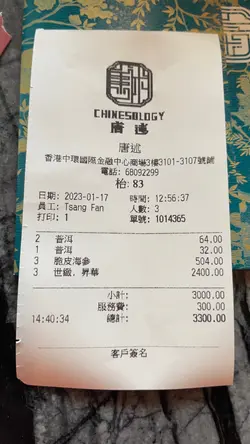 CHINESOLOGY
唐述
唐述
香港中環國際金融中心商場3樓3101-3107號鋪
電話: 68092299
枱: 83
日期: 2023-01-17 時間: 12:56:37
員工: Tsang Fan 人數: 3
打印: 1 單號: 1014365
2 普洱 64.00
1 普洱 32.00
3 脆皮海參 504.00
3 世緻.昇華 2400.00
小計: 3000.00
服務費: 300.00
14:40:34 總計: 3300.00
客戶簽名